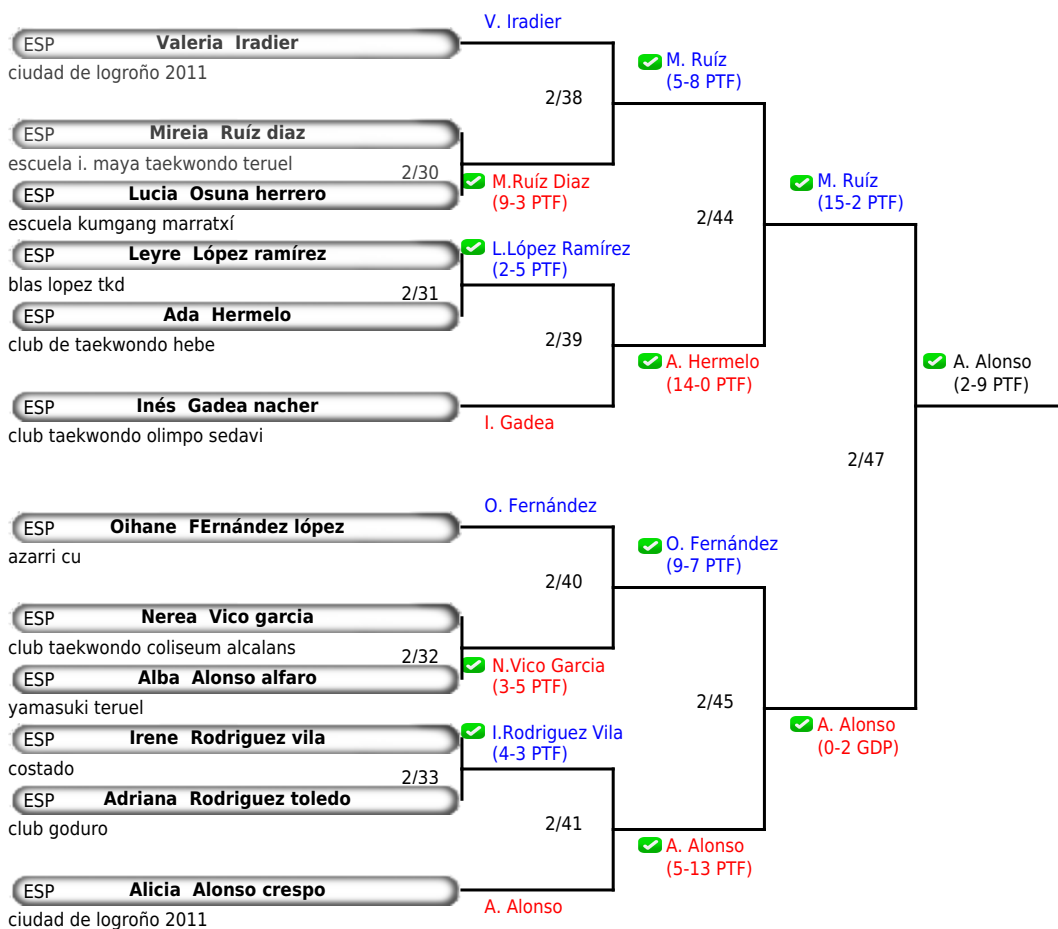 V. Iradier
ESP Valeria Iradier
ciudad de logroño 2011
M. Ruíz
(5-8 PTF)
2/38
ESP Mireia Ruíz diaz
escuela i. maya taekwondo teruel
2/30
M.Ruíz Diaz
(9-3 PTF)
ESP Lucia Osuna herrero
escuela kumgang marratxí
M. Ruíz
(15-2 PTF)
2/44
ESP Leyre López ramírez
L.López Ramírez
(2-5 PTF)
blas lopez tkd
2/31
ESP Ada Hermelo
club de taekwondo hebe
2/39
A. Hermelo
(14-0 PTF)
A. Alonso
(2-9 PTF)
ESP Inés Gadea nacher
I. Gadea
club taekwondo olimpo sedavi
2/47
O. Fernández
ESP Oihane FErnández lópez
azarri cu
O. Fernández
(9-7 PTF)
2/40
ESP Nerea Vico garcia
club taekwondo coliseum alcalans
2/32
N.Vico Garcia
(3-5 PTF)
ESP Alba Alonso alfaro
yamasuki teruel
2/45
A. Alonso
(0-2 GDP)
ESP Irene Rodriguez vila
I.Rodriguez Vila
(4-3 PTF)
costado
2/33
ESP Adriana Rodriguez toledo
club goduro
2/41
A. Alonso
(5-13 PTF)
ESP Alicia Alonso crespo
A. Alonso
ciudad de logroño 2011